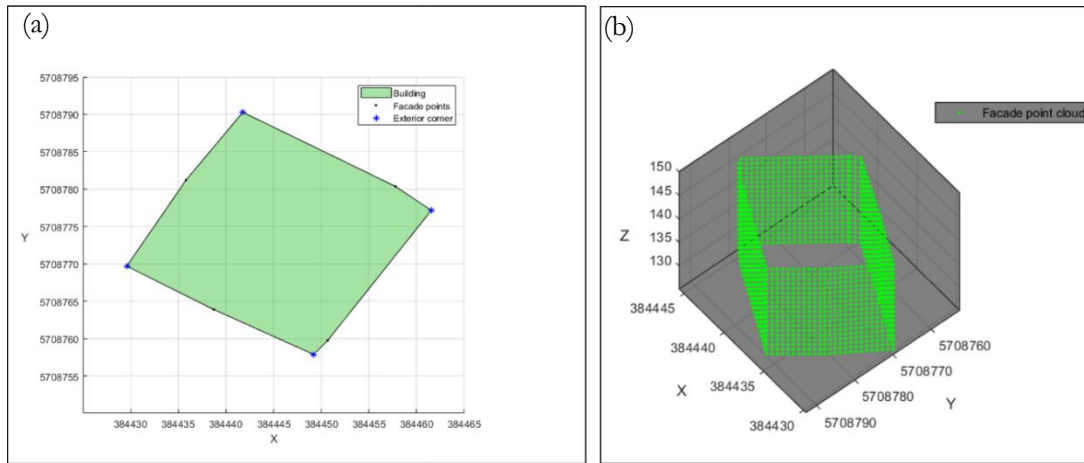 (a)
5708795
5708790
5708785
5708780
5708775
5708770
5708765
5708760
5708755
Y
384430 384435 384440 384445 384450 384455 384460 384465
X
Building
Facade points
Exterior corner
(b)
Facade point cloud
150
145
140
135
130
Z
384445
384440
384435
384430
X
5708760
5708770
5708780
5708790
Y